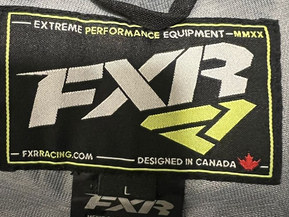 EXTREME PERFORMANCE EQUIPMENT — MMXX
FXR
FXRRACING.COM — DESIGNED IN CANADA
L
FXR